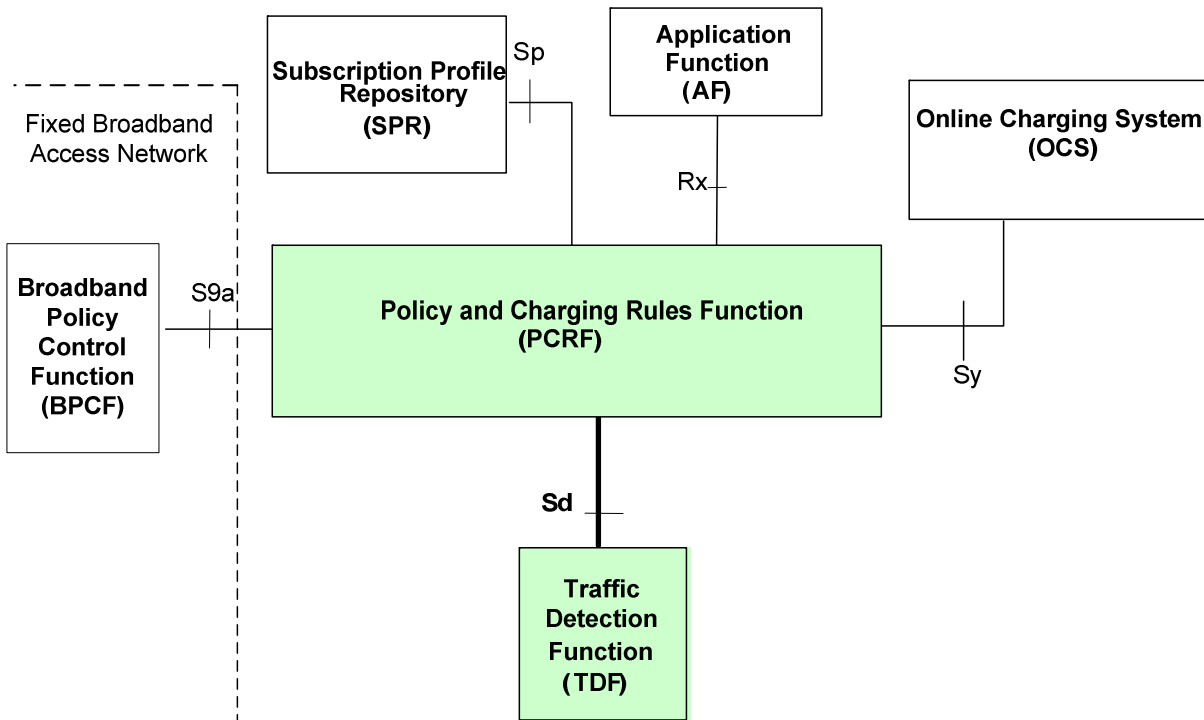 Sp
Subscription Profile
Repository
(SPR)
Application
Function
(AF)
Online Charging System
(OCS)
Fixed Broadband
Access Network
Rx
Broadband
Policy
Control
Function
(BPCF)
S9a
Policy and Charging Rules Function
(PCRF)
Sy
Sd
Traffic
Detection
Function
(TDF)